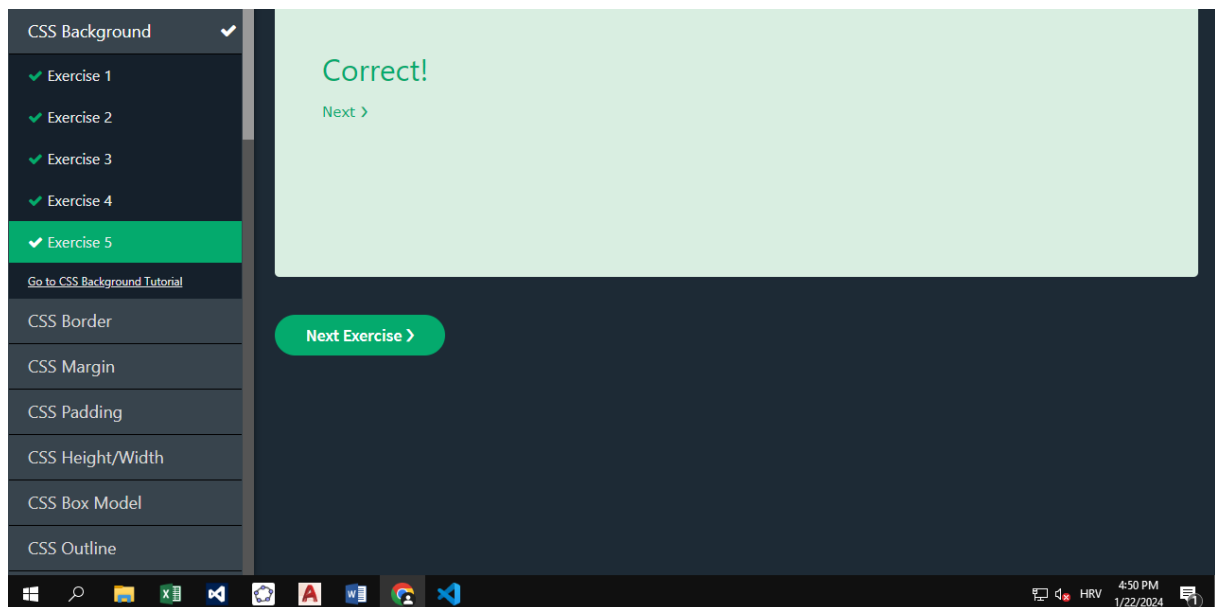 CSS Background
Exercise 1
Exercise 2
Exercise 3
Exercise 4
Exercise 5
Go to CSS Background Tutorial
CSS Border
CSS Margin
CSS Padding
CSS Height/Width
CSS Box Model
CSS Outline
Correct!
Next ❯
Next Exercise ❯
HRV
4:50 PM
1/22/2024
1